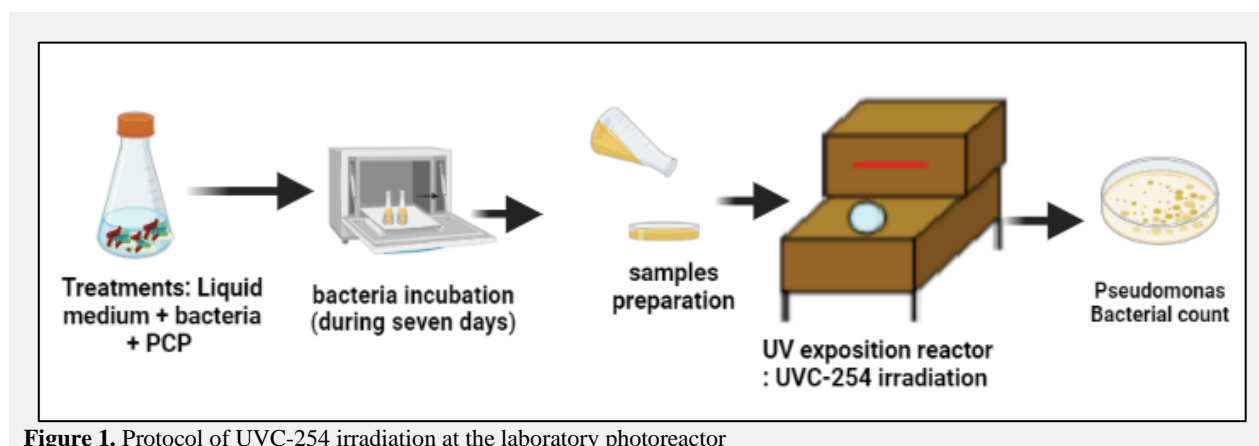 Treatments: Liquid
medium + bacteria
+ PCP
bacteria incubation
(during seven days)
samples
preparation
UV exposition reactor
: UVC-254 irradiation
Pseudomonas
Bacterial count
Figure 1. Protocol of UVC-254 irradiation at the laboratory photoreactor